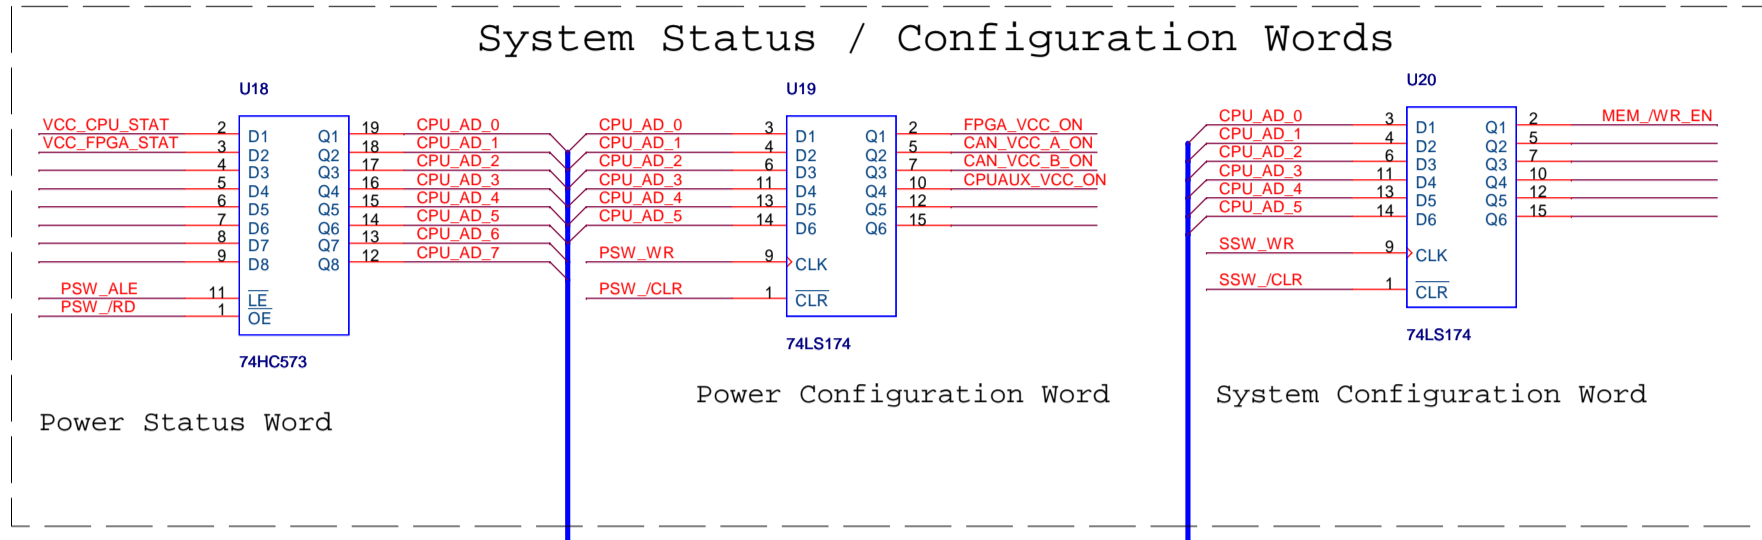 System Status / Configuration Words
U18
VCC_CPU_STAT 2 D1 Q1 19 CPU_AD_0
VCC_FPGA_STAT 3 D2 Q2 18 CPU_AD_1
4 D3 Q3 17 CPU_AD_2
5 D4 Q4 16 CPU_AD_3
6 D5 Q5 15 CPU_AD_4
7 D6 Q6 14 CPU_AD_5
8 D7 Q7 13 CPU_AD_6
9 D8 Q8 12 CPU_AD_7
PSW_ALE 11 LE
PSW_/RD 1 OE
74HC573
Power Status Word
U19
CPU_AD_0 3 D1 Q1 2 FPGA_VCC_ON
CPU_AD_1 4 D2 Q2 5 CAN_VCC_A_ON
CPU_AD_2 6 D3 Q3 7 CAN_VCC_B_ON
CPU_AD_3 11 D4 Q4 10 CPUAUX_VCC_ON
CPU_AD_4 13 D5 Q5 12
CPU_AD_5 14 D6 Q6 15
PSW_WR 9 CLK
PSW_/CLR 1 CLR
74LS174
Power Configuration Word
U20
CPU_AD_0 3 D1 Q1 2 MEM_/WR_EN
CPU_AD_1 4 D2 Q2 5
CPU_AD_2 6 D3 Q3 7
CPU_AD_3 11 D4 Q4 10
CPU_AD_4 13 D5 Q5 12
CPU_AD_5 14 D6 Q6 15
SSW_WR 9 CLK
SSW_/CLR 1 CLR
74LS174
System Configuration Word